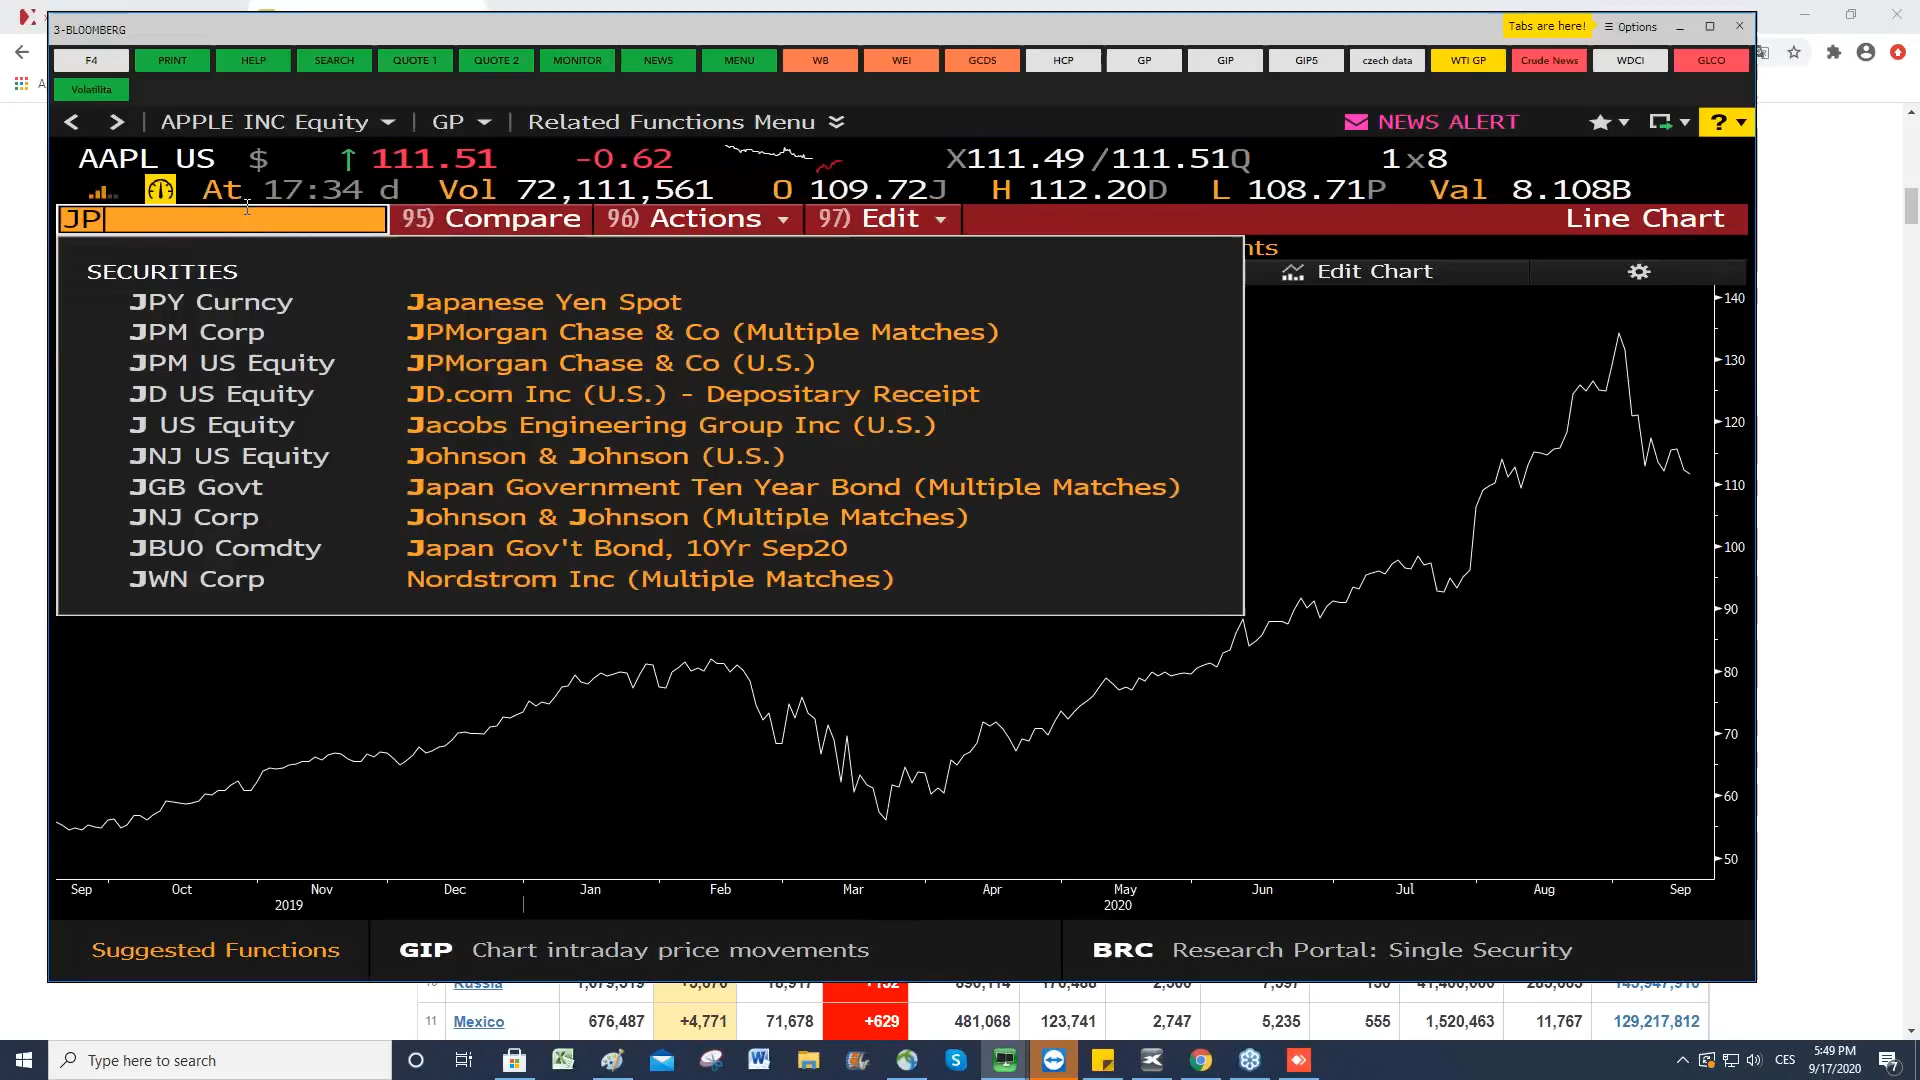 3-BLOOMBERG
Tabs are here!
Options
F4 PRINT HELP SEARCH QUOTE 1 QUOTE 2 MONITOR NEWS MENU WB WEI GCDS HCP GP GIP GIP5 czech data WTI GP Crude News WDCI GLCO
Volatilita
A
APPLE INC Equity GP Related Functions Menu NEWS ALERT ?
AAPL US $ ↑ 111.51 -0.62 X111.49/111.51Q 1x8
At 17:34 d Vol 72,111,561 O 109.72J H 112.20D L 108.71P Val 8.108B
JP 95) Compare 96) Actions 97) Edit Line Chart
nts
Edit Chart
SECURITIES
JPY Curncy Japanese Yen Spot
JPM Corp JPMorgan Chase & Co (Multiple Matches)
JPM US Equity JPMorgan Chase & Co (U.S.)
JD US Equity JD.com Inc (U.S.) - Depositary Receipt
J US Equity Jacobs Engineering Group Inc (U.S.)
JNJ US Equity Johnson & Johnson (U.S.)
JGB Govt Japan Government Ten Year Bond (Multiple Matches)
JNJ Corp Johnson & Johnson (Multiple Matches)
JBU0 Comdty Japan Gov't Bond, 10Yr Sep20
JWN Corp Nordstrom Inc (Multiple Matches)
140
130
120
110
100
90
80
70
60
50
Sep Oct Nov Dec Jan Feb Mar Apr May Jun Jul Aug Sep
2019 2020
Suggested Functions GIP Chart intraday price movements BRC Research Portal: Single Security
Russia
11 Mexico 676,487 +4,771 71,678 +629 481,068 123,741 2,747 5,235 555 1,520,463 11,767 129,217,812
Type here to search
CES
5:49 PM
9/17/2020
7